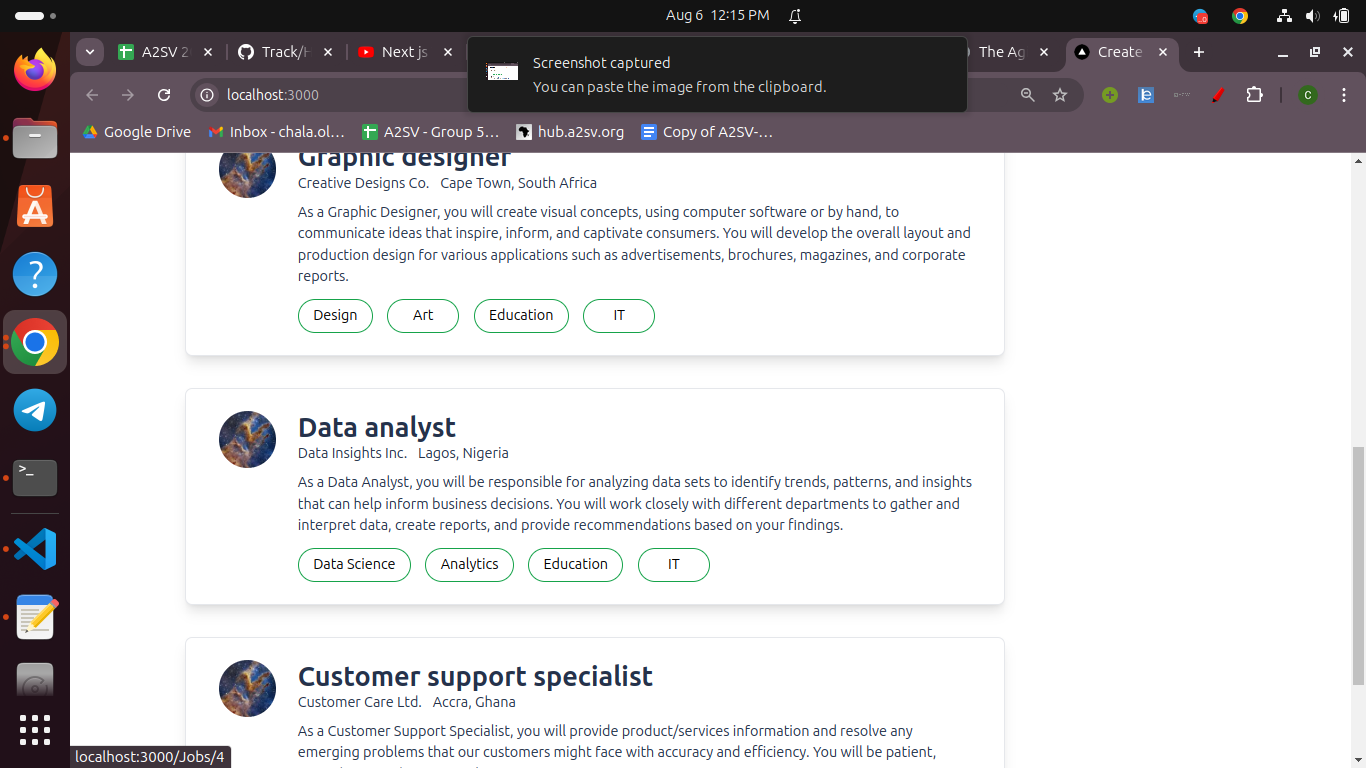 Aug 6 12:15 PM
A2SV 2
Track/H
Next js
The Ag
Create
Screenshot captured
You can paste the image from the clipboard.
localhost:3000
Google Drive
Inbox - chala.ol...
A2SV - Group 5...
hub.a2sv.org
Copy of A2SV-...
Graphic designer
Creative Designs Co. Cape Town, South Africa
As a Graphic Designer, you will create visual concepts, using computer software or by hand, to
communicate ideas that inspire, inform, and captivate consumers. You will develop the overall layout and
production design for various applications such as advertisements, brochures, magazines, and corporate
reports.
Design Art Education IT
Data analyst
Data Insights Inc. Lagos, Nigeria
As a Data Analyst, you will be responsible for analyzing data sets to identify trends, patterns, and insights
that can help inform business decisions. You will work closely with different departments to gather and
interpret data, create reports, and provide recommendations based on your findings.
Data Science Analytics Education IT
Customer support specialist
Customer Care Ltd. Accra, Ghana
As a Customer Support Specialist, you will provide product/services information and resolve any
emerging problems that our customers might face with accuracy and efficiency. You will be patient,
localhost:3000/Jobs/4